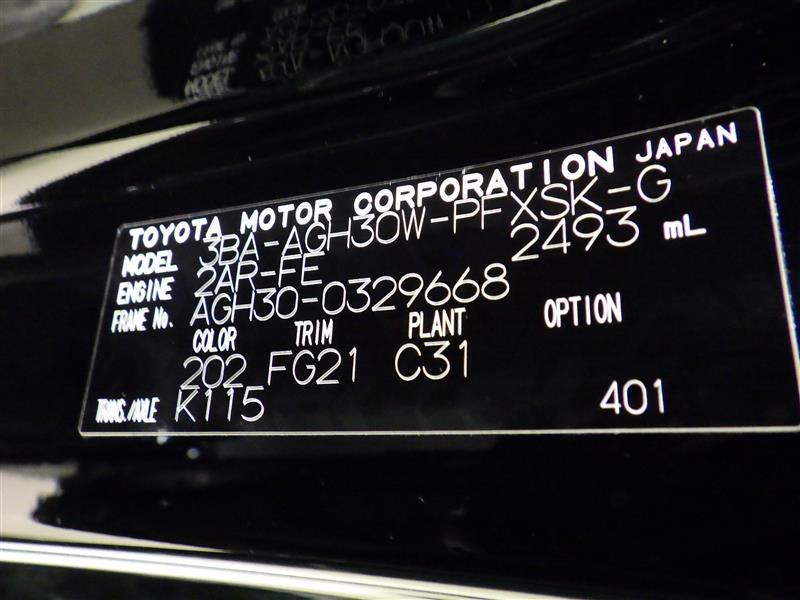 TOYOTA MOTOR CORPORATION JAPAN
MODEL 3BA-AGH30W-PFXSK-G
ENGINE 2AR-FE 2493 mL
FRAME No. AGH30-0329668
COLOR TRIM PLANT OPTION
202 FG21 C31
TRANS./AXLE K115 401